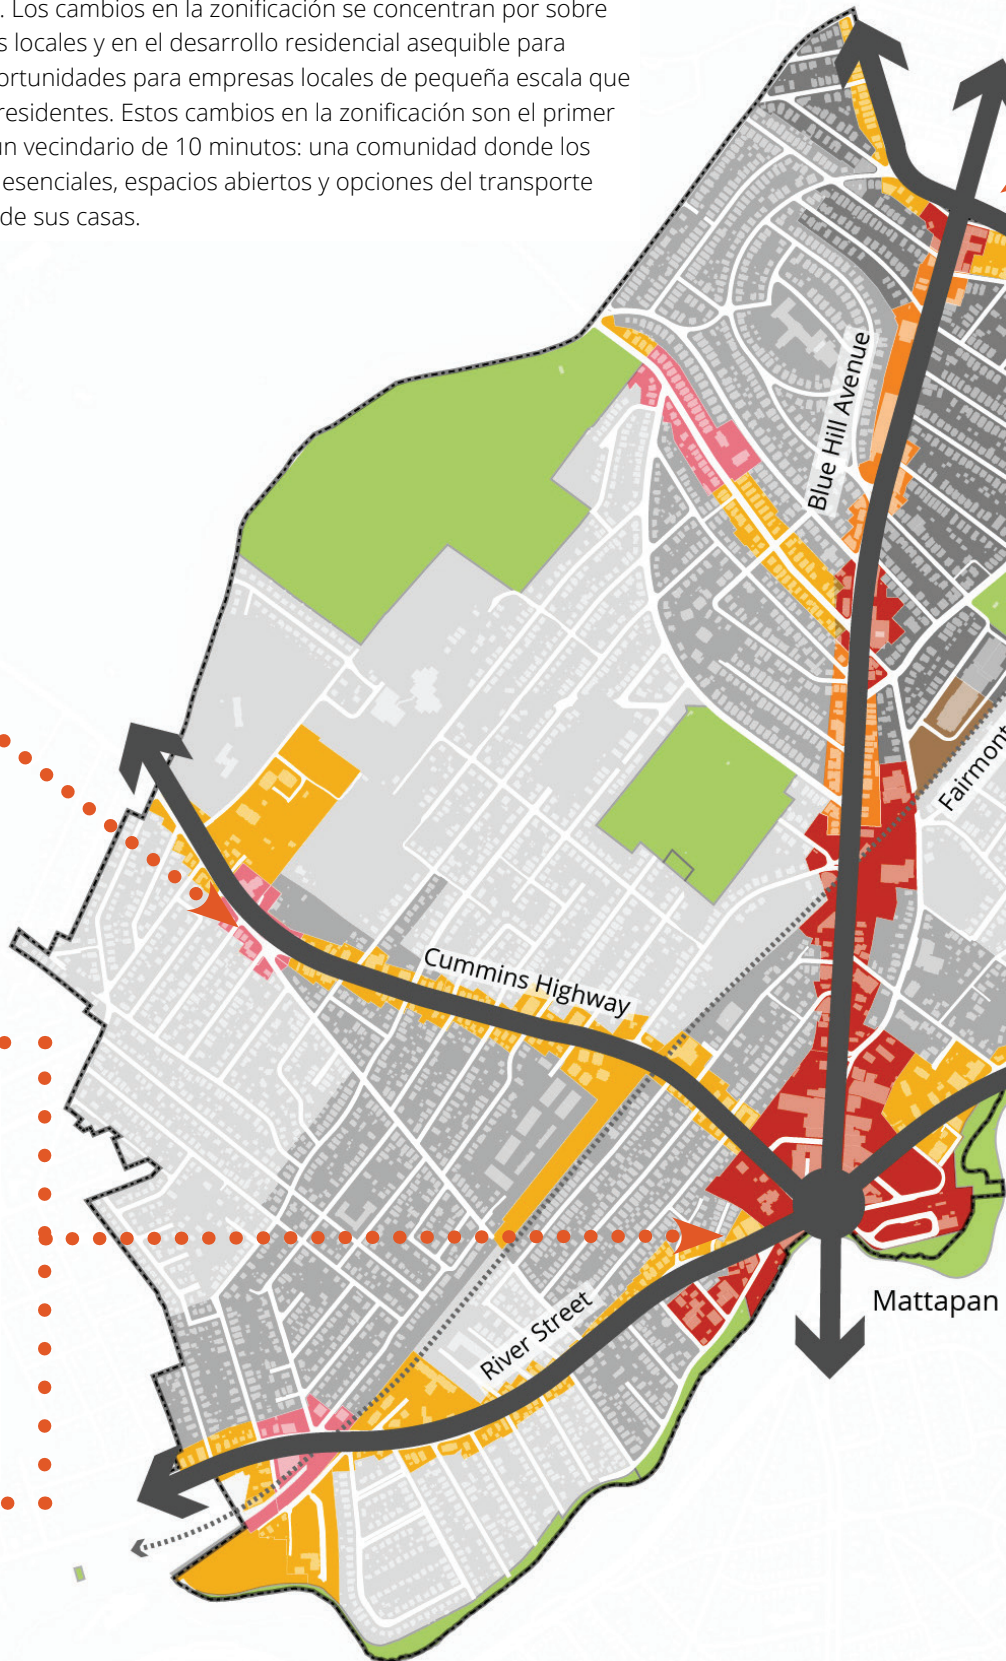 . Los cambios en la zonificación se concentran por sobre
s locales y en el desarrollo residencial asequible para
ortunidades para empresas locales de pequeña escala que
residentes. Estos cambios en la zonificación son el primer
un vecindario de 10 minutos: una comunidad donde los
esenciales, espacios abiertos y opciones del transporte
de sus casas.
Blue Hill Avenue
Fairmont
Cummins Highway
River Street
Mattapan